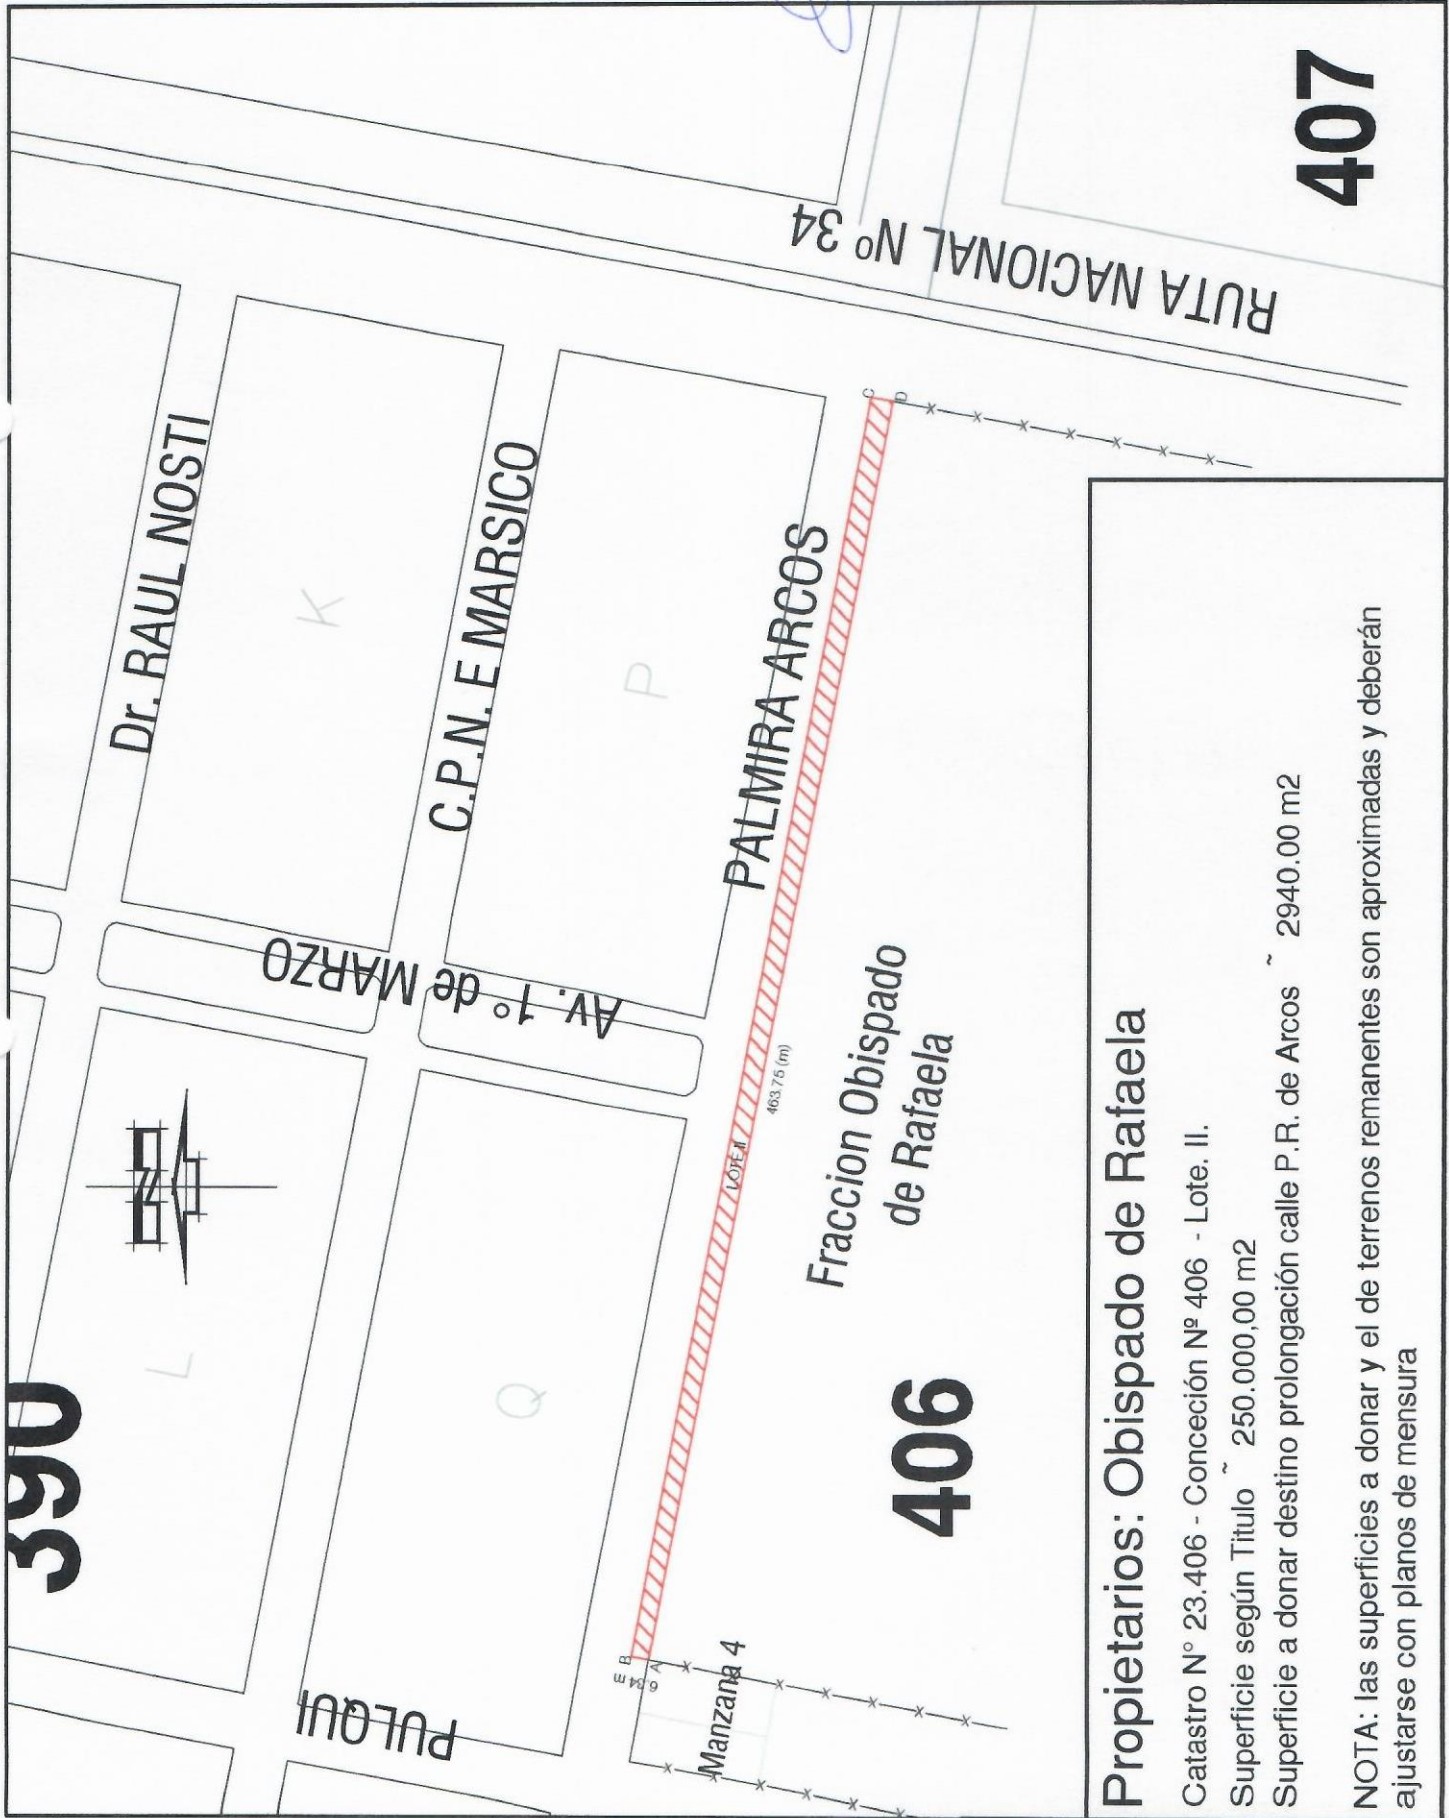 390
L
Q
K
P
Dr. RAUL NOSTI
C.P.N. E MARSICO
PALMIRA ARCOS
AV. 1º de MARZO
PULQUI
RUTA NACIONAL Nº 34
407
406
Fraccion Obispado
de Rafaela
LOTE II
463.75 (m)
6.34 m
B
A
C
D
Manzana 4
Propietarios: Obispado de Rafaela
Catastro N° 23.406 - Conceción Nº 406 - Lote. II.
Superficie según Titulo ~ 250.000,00 m2
Superficie a donar destino prolongación calle P.R. de Arcos ~ 2940.00 m2
NOTA: las superficies a donar y el de terrenos remanentes son aproximadas y deberán
ajustarse con planos de mensura